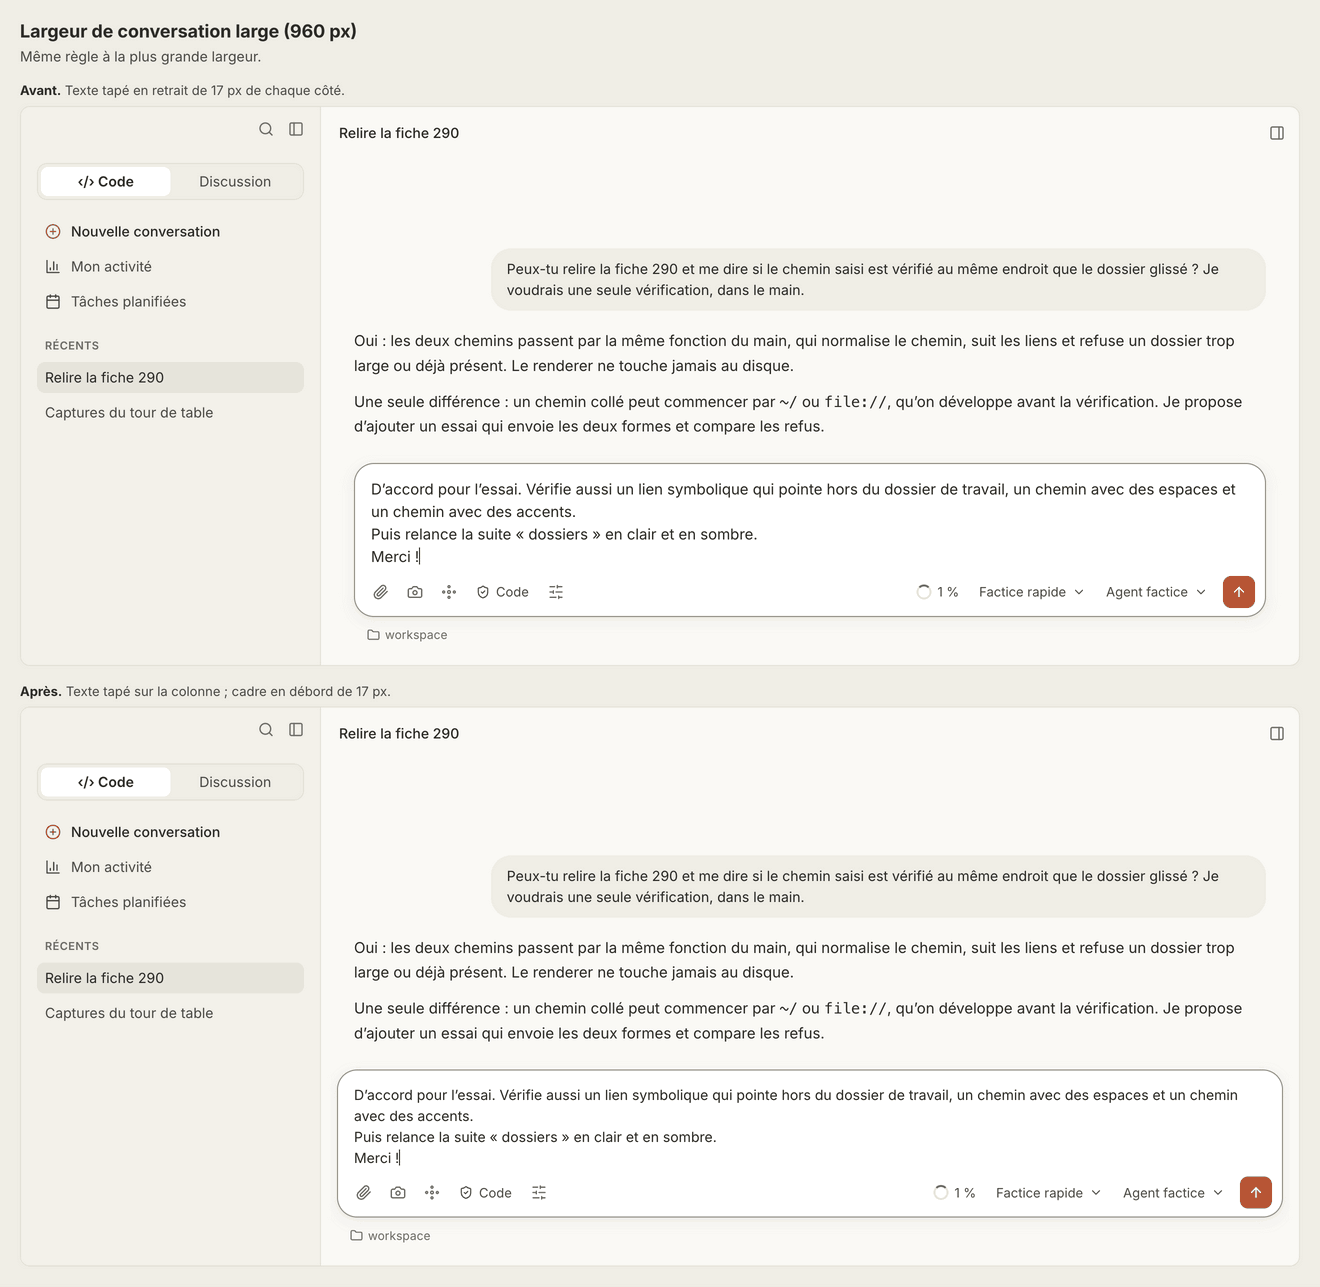 Largeur de conversation large (960 px)
Même règle à la plus grande largeur.
Avant. Texte tapé en retrait de 17 px de chaque côté.
Relire la fiche 290
</> Code
Discussion
Nouvelle conversation
Mon activité
Tâches planifiées
RÉCENTS
Relire la fiche 290
Captures du tour de table
Peux-tu relire la fiche 290 et me dire si le chemin saisi est vérifié au même endroit que le dossier glissé ? Je
voudrais une seule vérification, dans le main.
Oui : les deux chemins passent par la même fonction du main, qui normalise le chemin, suit les liens et refuse un dossier trop
large ou déjà présent. Le renderer ne touche jamais au disque.
Une seule différence : un chemin collé peut commencer par ~/ ou file://, qu’on développe avant la vérification. Je propose
d’ajouter un essai qui envoie les deux formes et compare les refus.
D’accord pour l’essai. Vérifie aussi un lien symbolique qui pointe hors du dossier de travail, un chemin avec des espaces et
un chemin avec des accents.
Puis relance la suite « dossiers » en clair et en sombre.
Merci !
Code
1 %
Factice rapide
Agent factice
workspace
Après. Texte tapé sur la colonne ; cadre en débord de 17 px.
Relire la fiche 290
</> Code
Discussion
Nouvelle conversation
Mon activité
Tâches planifiées
RÉCENTS
Relire la fiche 290
Captures du tour de table
Peux-tu relire la fiche 290 et me dire si le chemin saisi est vérifié au même endroit que le dossier glissé ? Je
voudrais une seule vérification, dans le main.
Oui : les deux chemins passent par la même fonction du main, qui normalise le chemin, suit les liens et refuse un dossier trop
large ou déjà présent. Le renderer ne touche jamais au disque.
Une seule différence : un chemin collé peut commencer par ~/ ou file://, qu’on développe avant la vérification. Je propose
d’ajouter un essai qui envoie les deux formes et compare les refus.
D’accord pour l’essai. Vérifie aussi un lien symbolique qui pointe hors du dossier de travail, un chemin avec des espaces et un chemin
avec des accents.
Puis relance la suite « dossiers » en clair et en sombre.
Merci !
Code
1 %
Factice rapide
Agent factice
workspace